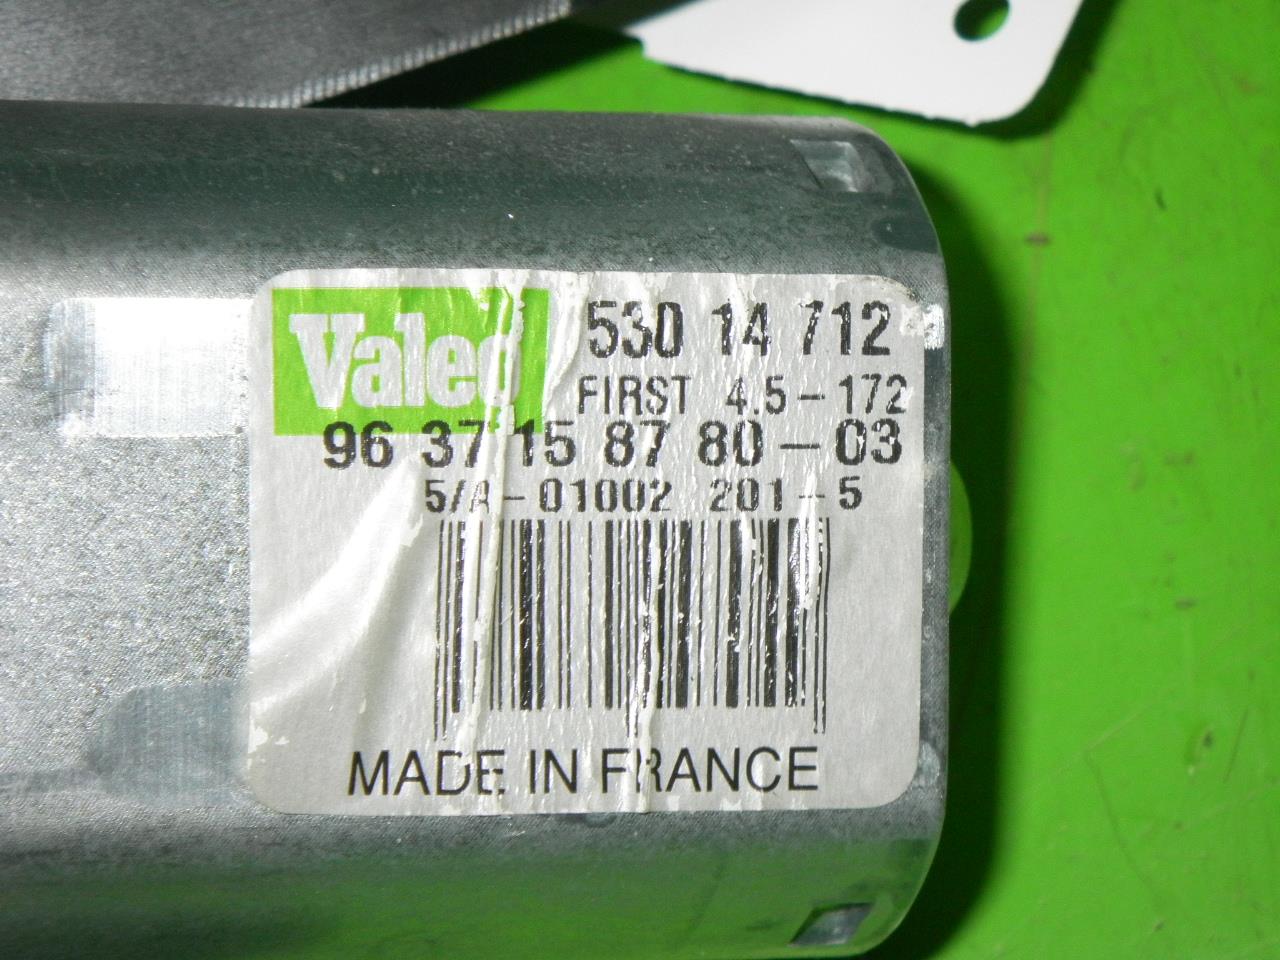 Valeo
530 14 712
FIRST 4.5-172
96 37 15 87 80-03
5/A-01002 201-5
MADE IN FRANCE